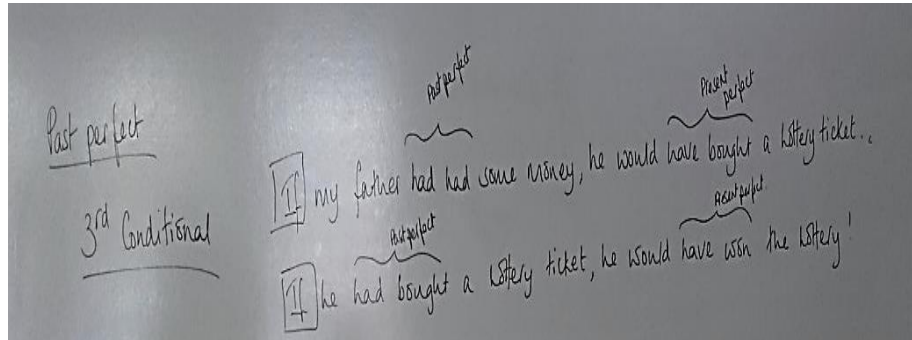 Past perfect
3rd Conditional
Past perfect
Present
perfect
If my father had had some money, he would have bought a lottery ticket..
Past perfect
Present perfect.
If he had bought a lottery ticket, he would have won the lottery!